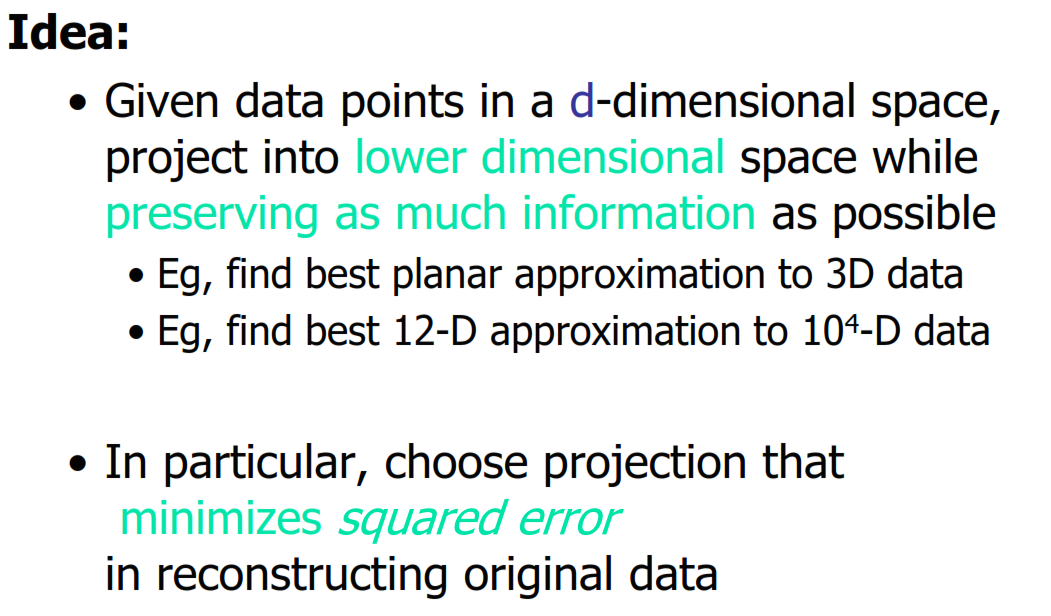 Idea:
• Given data points in a d-dimensional space,
project into lower dimensional space while
preserving as much information as possible
• Eg, find best planar approximation to 3D data
• Eg, find best 12-D approximation to 10⁴-D data
• In particular, choose projection that
minimizes squared error
in reconstructing original data